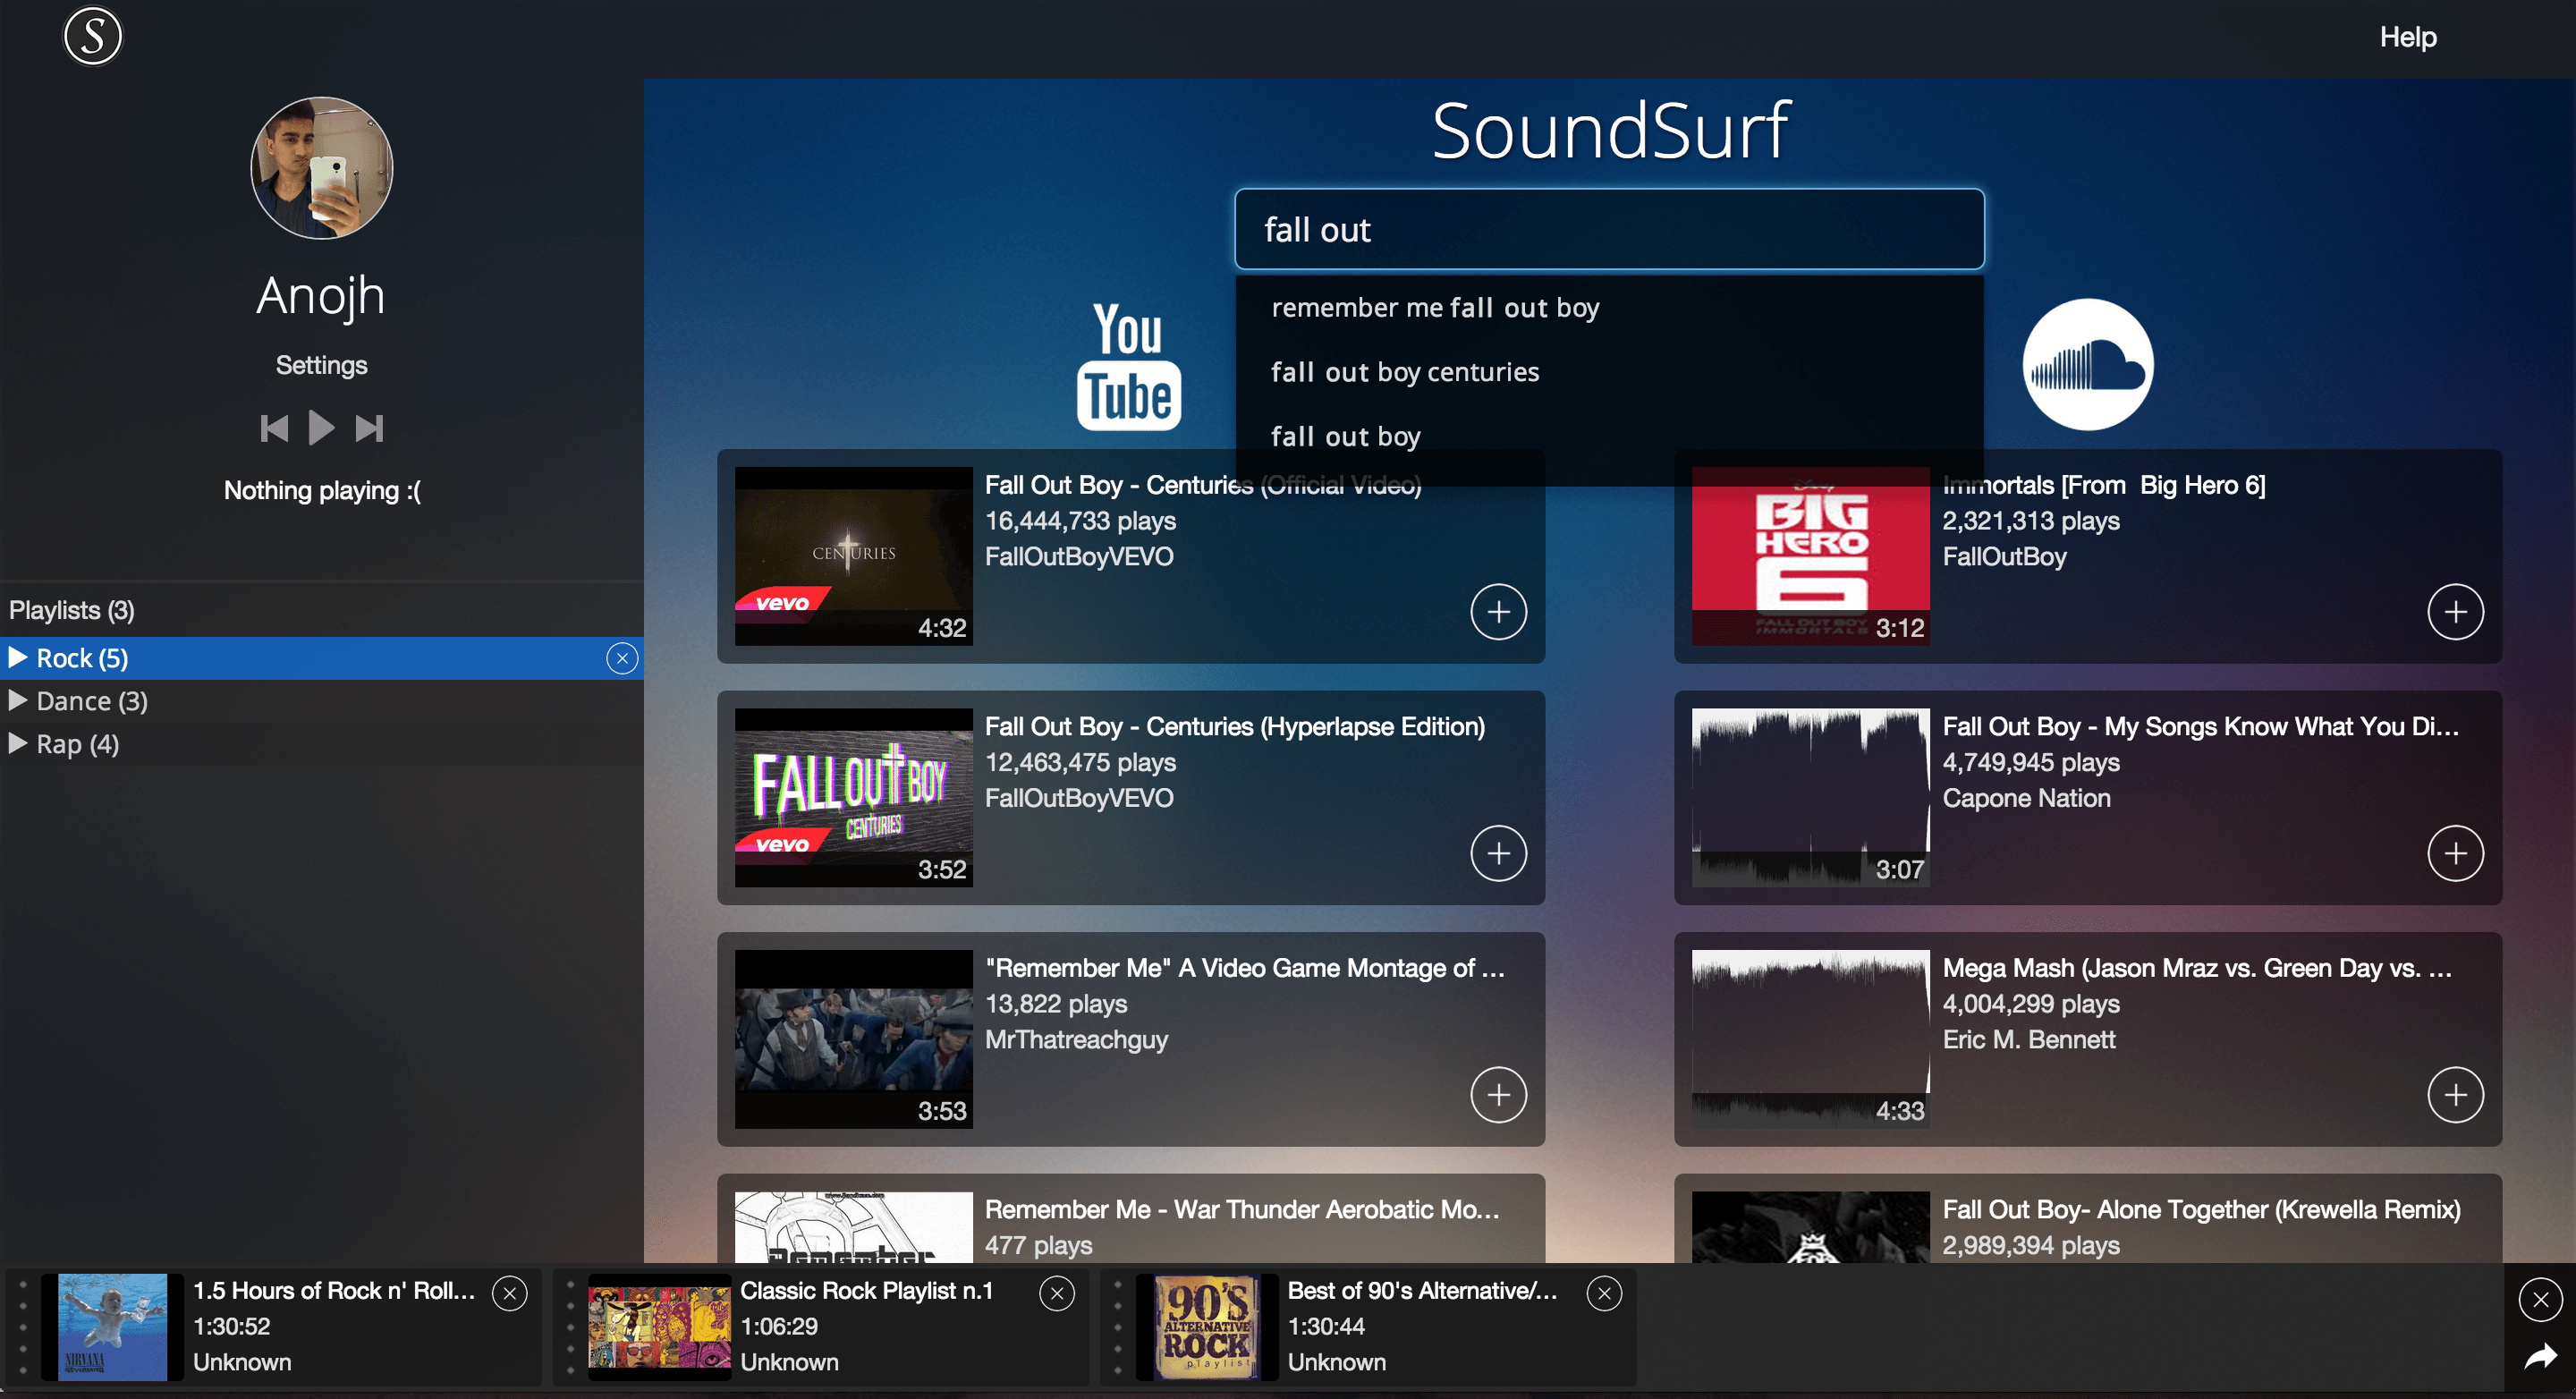 S
Help
Anojh
Settings
Nothing playing :(
Playlists (3)
Rock (5)
Dance (3)
Rap (4)
SoundSurf
fall out
remember me fall out boy
fall out boy centuries
fall out boy
You
Tube
Fall Out Boy - Centuries (Official Video)
16,444,733 plays
FallOutBoyVEVO
CENTURIES
vevo
4:32
Fall Out Boy - Centuries (Hyperlapse Edition)
12,463,475 plays
FallOutBoyVEVO
FALL OUT BOY
CENTURIES
vevo
3:52
"Remember Me" A Video Game Montage of ...
13,822 plays
MrThatreachguy
3:53
Remember Me - War Thunder Aerobatic Mo...
477 plays
Remember
Immortals [From  Big Hero 6]
2,321,313 plays
FallOutBoy
Disney
BIG
HERO
6
FALL OUT BOY
IMMORTALS
3:12
Fall Out Boy - My Songs Know What You Di...
4,749,945 plays
Capone Nation
3:07
Mega Mash (Jason Mraz vs. Green Day vs. ...
4,004,299 plays
Eric M. Bennett
4:33
Fall Out Boy- Alone Together (Krewella Remix)
2,989,394 plays
1.5 Hours of Rock n' Roll...
1:30:52
Unknown
NIRVANA
NEVERMIND
Classic Rock Playlist n.1
1:06:29
Unknown
90'S
ALTERNATIVE
ROCK
playlist
Best of 90's Alternative/...
1:30:44
Unknown